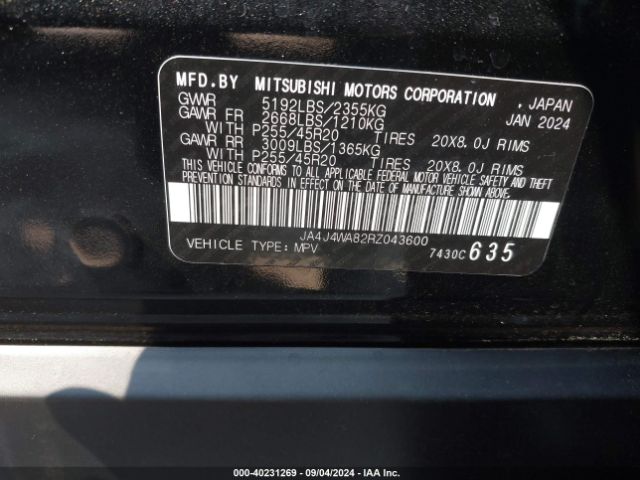 MFD.BY MITSUBISHI MOTORS CORPORATION , JAPAN
GVWR 5192LBS/2355KG JAN 2024
GAWR FR 2668LBS/1210KG
WITH P255/45R20 TIRES 20X8.0J RIMS
GAWR RR 3009LBS/1365KG
WITH P255/45R20 TIRES 20X8.0J RIMS
THIS VEHICLE CONFORMS TO ALL APPLICABLE FEDERAL MOTOR VEHICLE SAFETY AND THEFT
PREVENTION STANDARDS IN EFFECT ON THE DATE OF MANUFACTURE SHOWN ABOVE.
JA4J4WA82RZ043600
VEHICLE TYPE: MPV 7430C 635
00-40231269 - 09/04/2024 - IAA Inc.